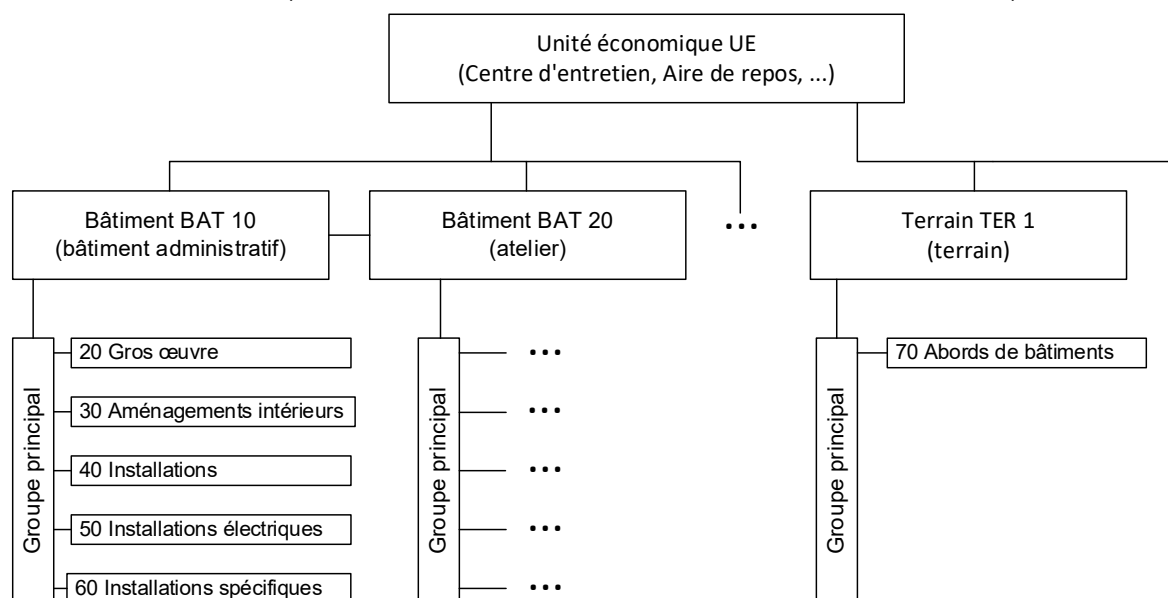 Unité économique UE
(Centre d'entretien, Aire de repos, ...)
Bâtiment BAT 10
(bâtiment administratif)
Bâtiment BAT 20
(atelier)
...
Terrain TER 1
(terrain)
Groupe principal
20 Gros œuvre
30 Aménagements intérieurs
40 Installations
50 Installations électriques
60 Installations spécifiques
Groupe principal
...
...
...
...
...
Groupe principal
70 Abords de bâtiments